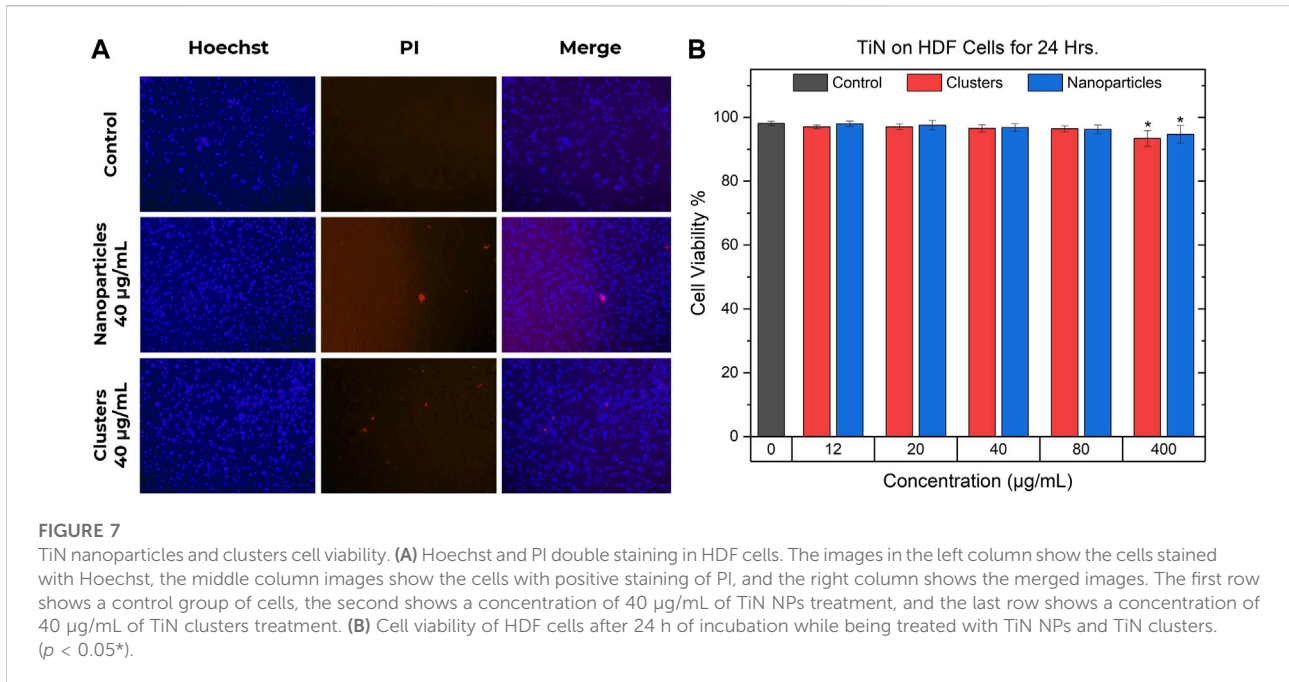 A
Hoechst PI Merge
Control
Nanoparticles
40 µg/mL
Clusters
40 µg/mL
B
TiN on HDF Cells for 24 Hrs.
Control Clusters Nanoparticles
Cell Viability %
100
80
60
40
20
0
* *
0 12 20 40 80 400
Concentration (µg/mL)
FIGURE 7
TiN nanoparticles and clusters cell viability. (A) Hoechst and PI double staining in HDF cells. The images in the left column show the cells stained
with Hoechst, the middle column images show the cells with positive staining of PI, and the right column shows the merged images. The first row
shows a control group of cells, the second shows a concentration of 40 µg/mL of TiN NPs treatment, and the last row shows a concentration of
40 µg/mL of TiN clusters treatment. (B) Cell viability of HDF cells after 24 h of incubation while being treated with TiN NPs and TiN clusters.
(p < 0.05*).